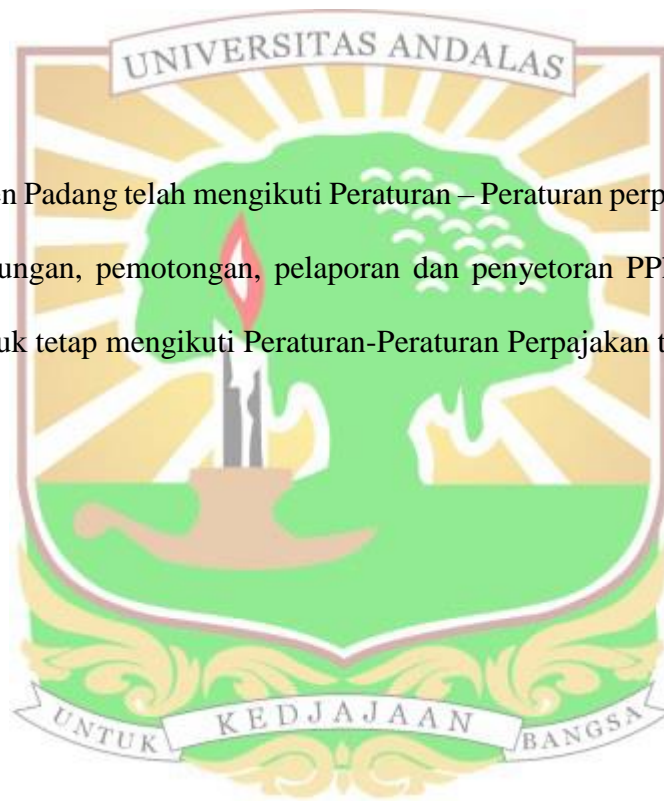 UNIVERSITAS ANDALAS
en Padang telah mengikuti Peraturan – Peraturan perp
ungan, pemotongan, pelaporan dan penyetoran PP
uk tetap mengikuti Peraturan-Peraturan Perpajakan t
UNTUK KEDJAJAAN BANGSA